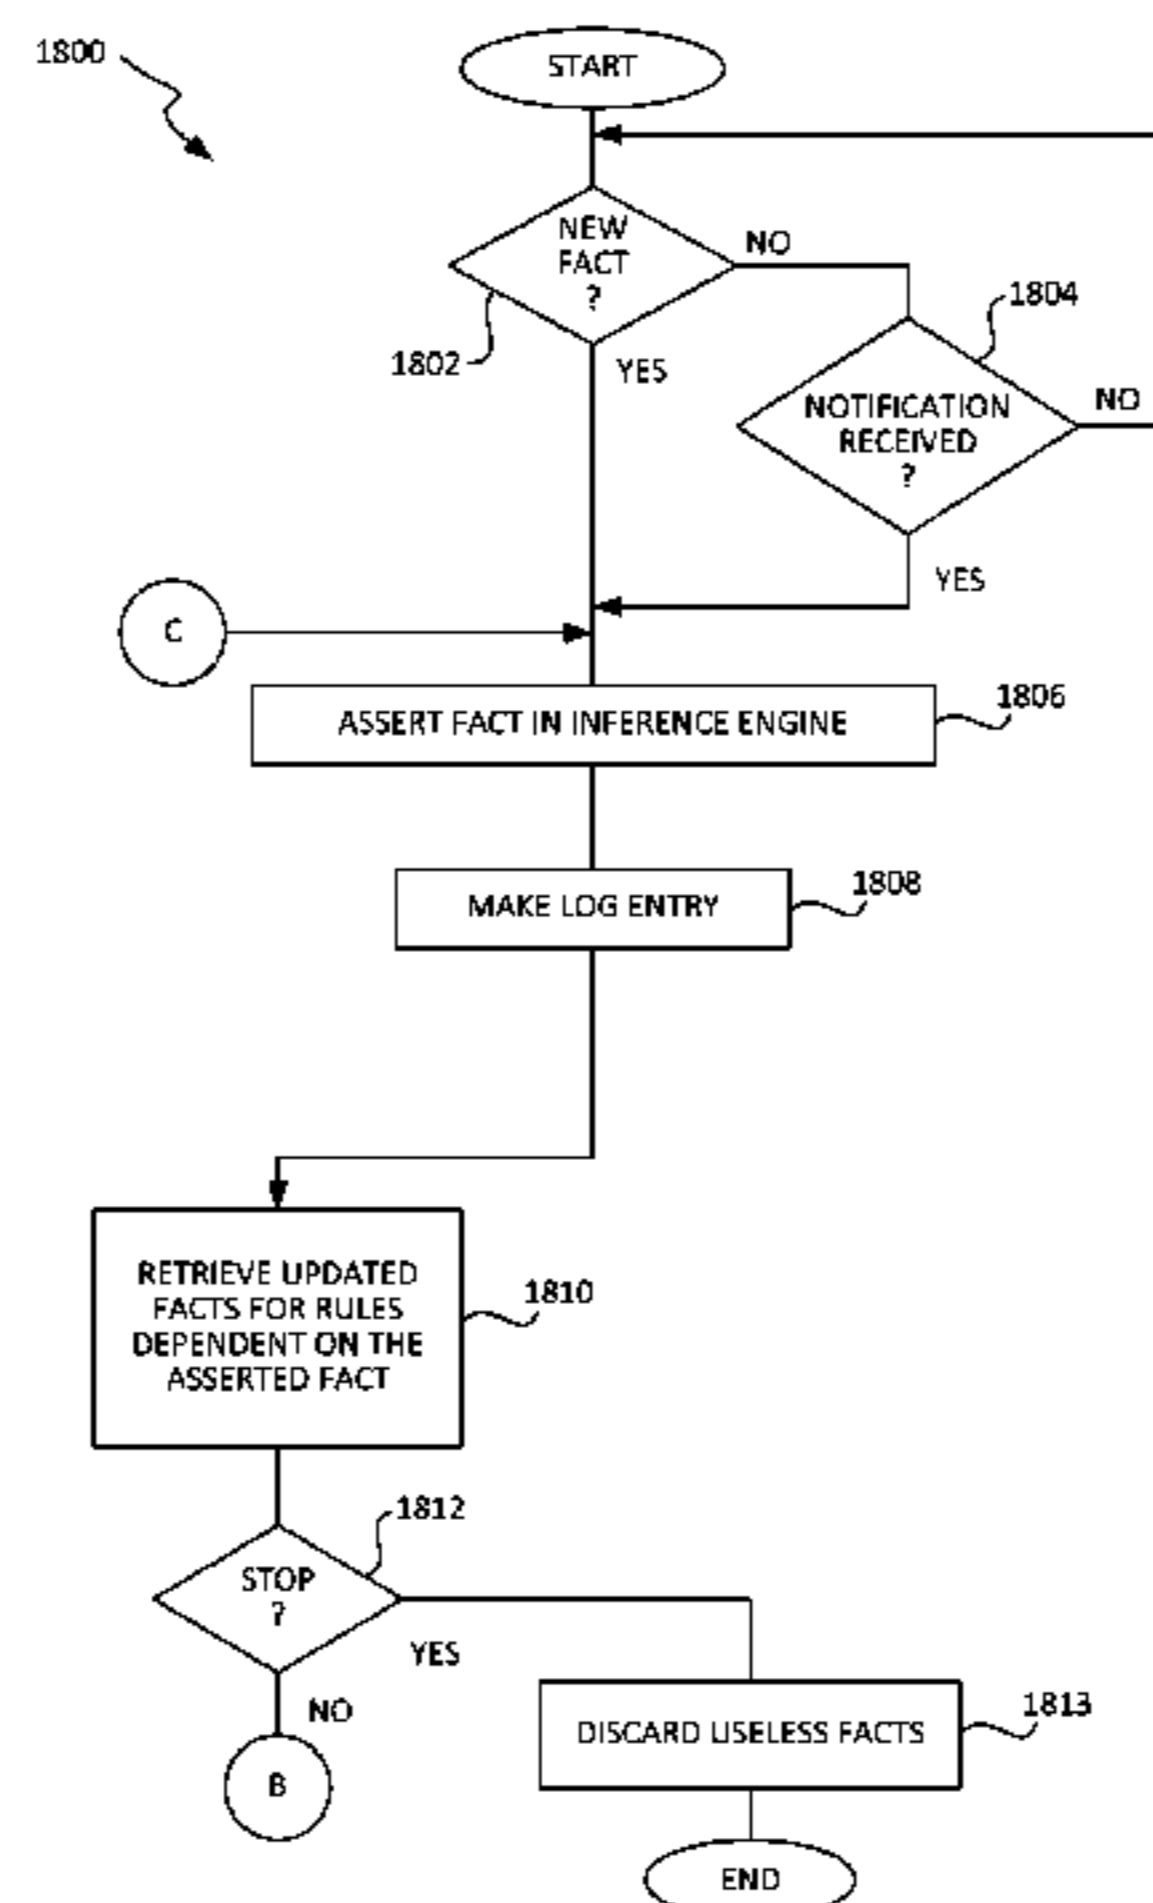 1800
START
NEW
FACT
?
NO
1802
YES
1804
NOTIFICATION
RECEIVED
?
NO
YES
C
ASSERT FACT IN INFERENCE ENGINE
1806
MAKE LOG ENTRY
1808
RETRIEVE UPDATED
FACTS FOR RULES
DEPENDENT ON THE
ASSERTED FACT
1810
STOP
?
1812
YES
NO
B
DISCARD USELESS FACTS
1813
END